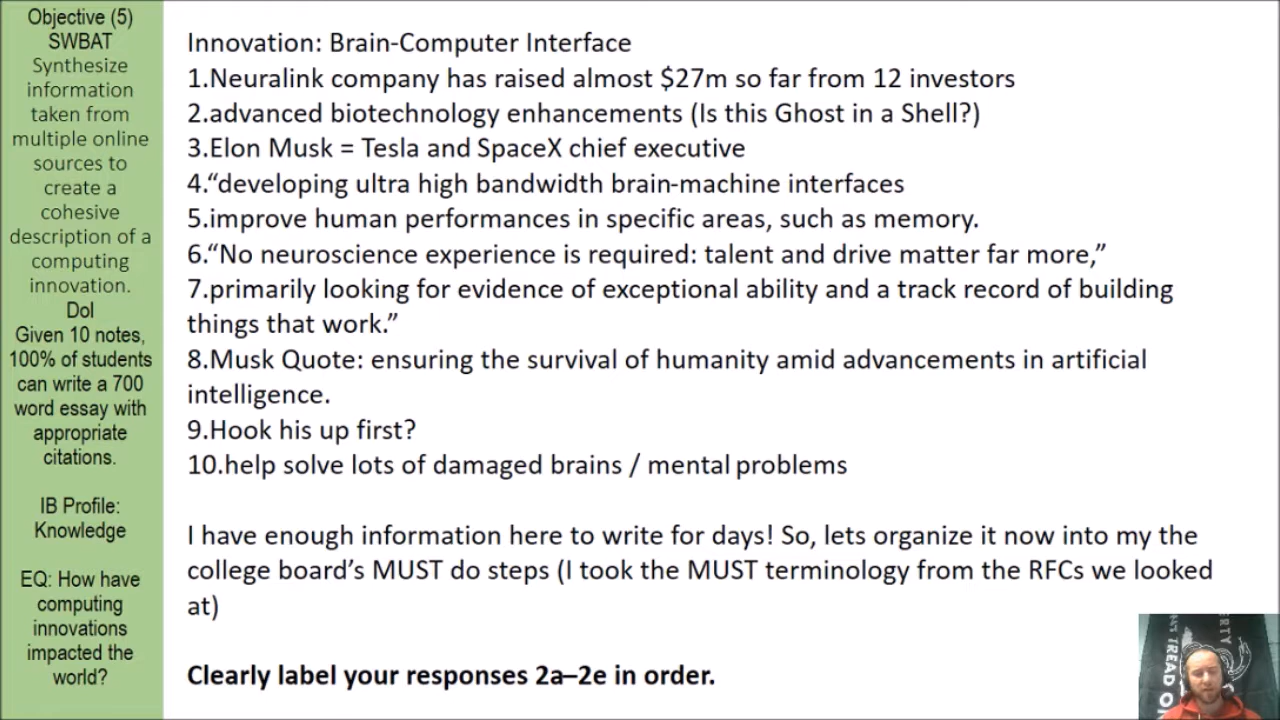 Objective (5)
SWBAT
Synthesize
information
taken from
multiple online
sources to
create a
cohesive
description of a
computing
innovation.
DoI
Given 10 notes,
100% of students
can write a 700
word essay with
appropriate
citations.
IB Profile:
Knowledge
EQ: How have
computing
innovations
impacted the
world?
Innovation: Brain-Computer Interface
1.Neuralink company has raised almost $27m so far from 12 investors
2.advanced biotechnology enhancements (Is this Ghost in a Shell?)
3.Elon Musk = Tesla and SpaceX chief executive
4.“developing ultra high bandwidth brain-machine interfaces
5.improve human performances in specific areas, such as memory.
6.“No neuroscience experience is required: talent and drive matter far more,”
7.primarily looking for evidence of exceptional ability and a track record of building
things that work.”
8.Musk Quote: ensuring the survival of humanity amid advancements in artificial
intelligence.
9.Hook his up first?
10.help solve lots of damaged brains / mental problems
I have enough information here to write for days! So, lets organize it now into my the
college board’s MUST do steps (I took the MUST terminology from the RFCs we looked
at)
Clearly label your responses 2a–2e in order.
TREAD O
ERTY